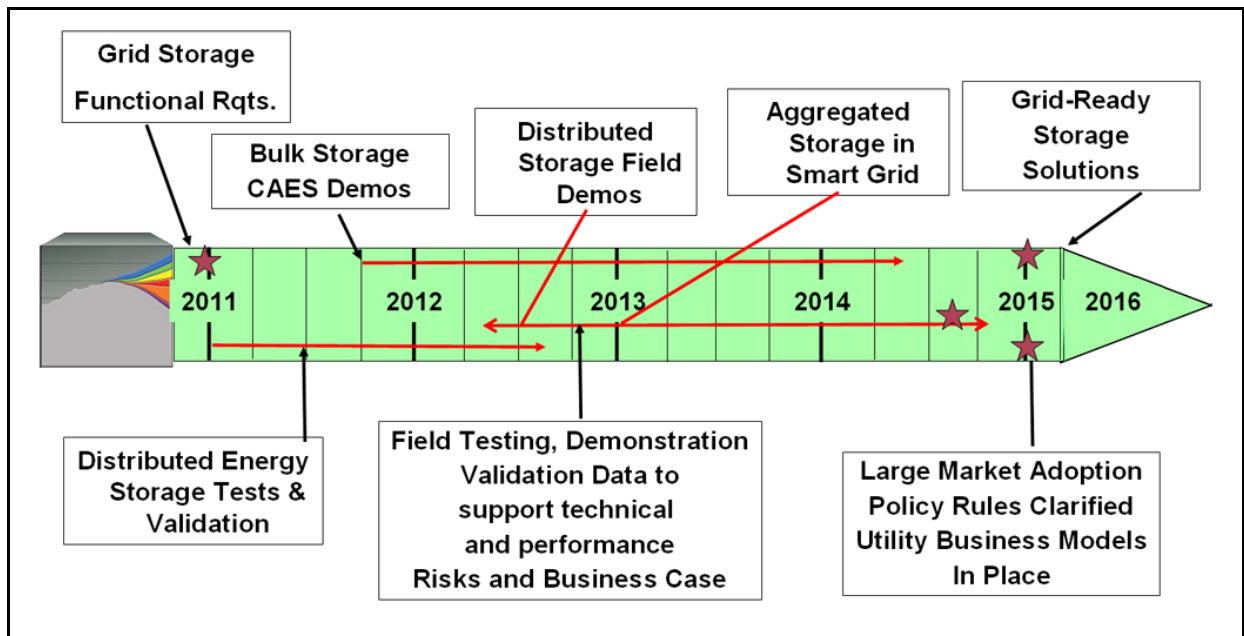 Grid Storage
Functional Rqts.
Bulk Storage
CAES Demos
Distributed
Storage Field
Demos
Aggregated
Storage in
Smart Grid
Grid-Ready
Storage
Solutions
2011
2012
2013
2014
2015
2016
Distributed Energy
Storage Tests &
Validation
Field Testing, Demonstration
Validation Data to
support technical
and performance
Risks and Business Case
Large Market Adoption
Policy Rules Clarified
Utility Business Models
In Place